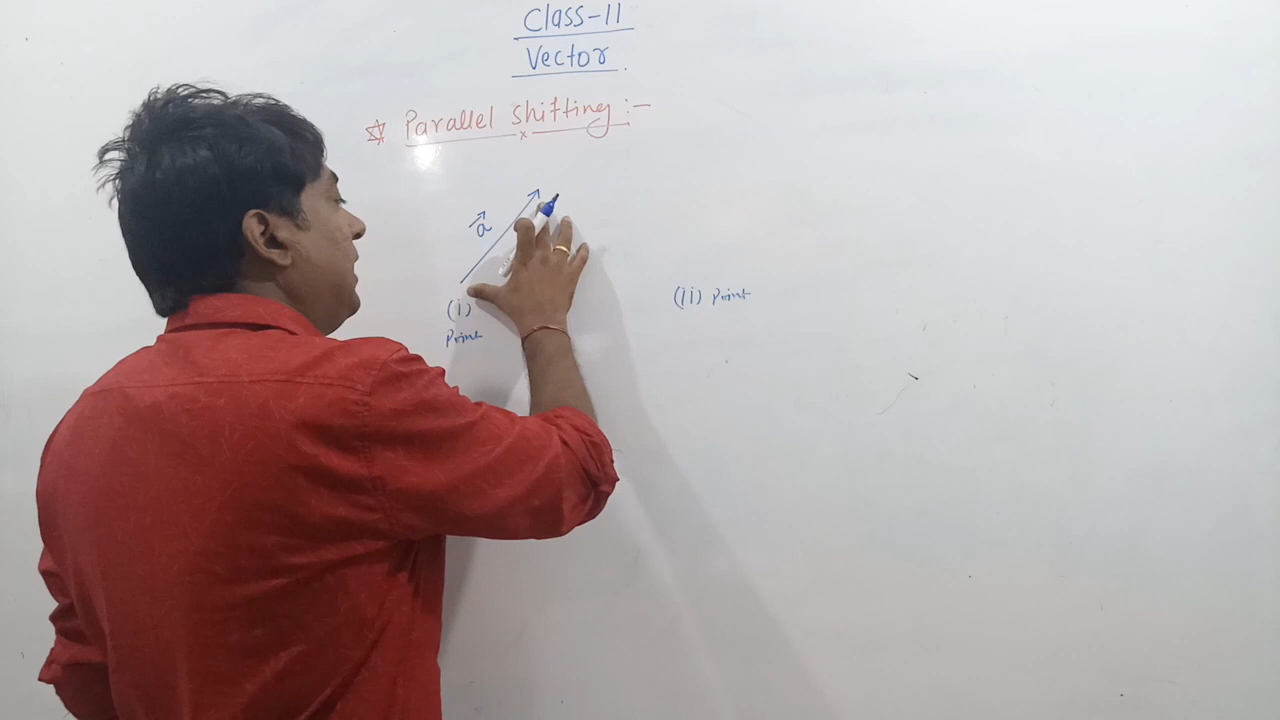 Class-11
Vector.
☆ Parallel Shifting :-
a⃗
(i)
Point
(ii) Point